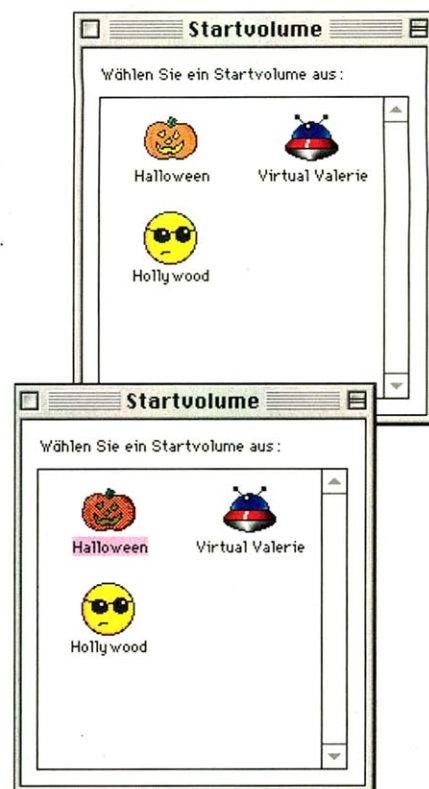 Startvolume
Wählen Sie ein Startvolume aus:
Halloween Virtual Valerie
Hollywood
Startvolume
Wählen Sie ein Startvolume aus:
Halloween Virtual Valerie
Hollywood